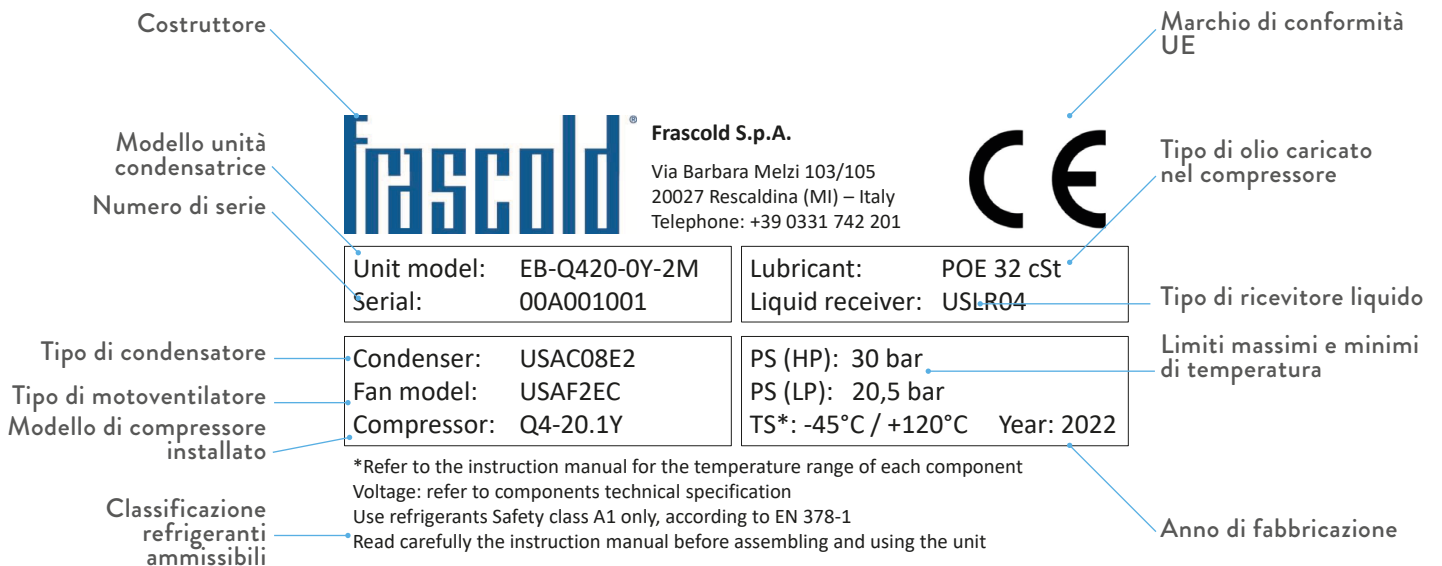 Costruttore
Marchio di conformità
UE
frascold®
Frascold S.p.A.
Via Barbara Melzi 103/105
20027 Rescaldina (MI) – Italy
Telephone: +39 0331 742 201
CE
Modello unità
condensatrice
Numero di serie
Tipo di olio caricato
nel compressore
Unit model: EB-Q420-0Y-2M
Serial: 00A001001
Lubricant: POE 32 cSt
Liquid receiver: USLR04
Tipo di ricevitore liquido
Tipo di condensatore
Tipo di motoventilatore
Modello di compressore
installato
Condenser: USAC08E2
Fan model: USAF2EC
Compressor: Q4-20.1Y
PS (HP): 30 bar
PS (LP): 20,5 bar
TS*: -45°C / +120°C Year: 2022
Limiti massimi e minimi
di temperatura
*Refer to the instruction manual for the temperature range of each component
Voltage: refer to components technical specification
Use refrigerants Safety class A1 only, according to EN 378-1
Read carefully the instruction manual before assembling and using the unit
Classificazione
refrigeranti
ammissibili
Anno di fabbricazione